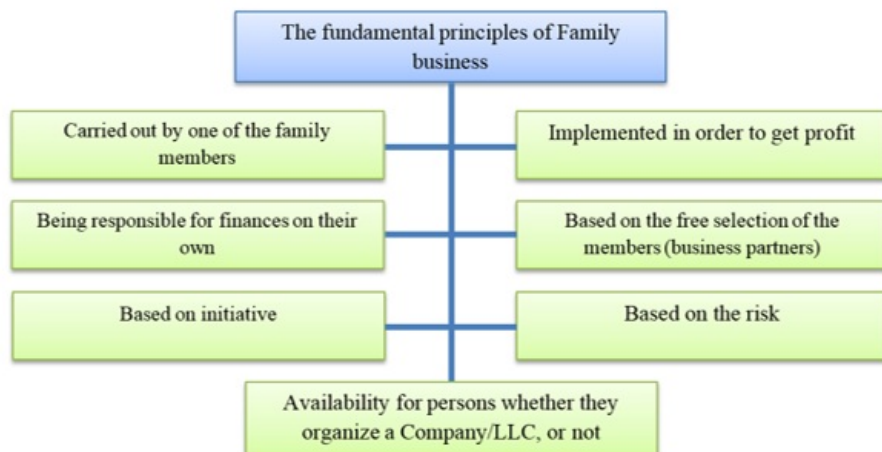 The fundamental principles of Family
business
Carried out by one of the family
members
Implemented in order to get profit
Being responsible for finances on their
own
Based on the free selection of the
members (business partners)
Based on initiative
Based on the risk
Availability for persons whether they
organize a Company/LLC, or not